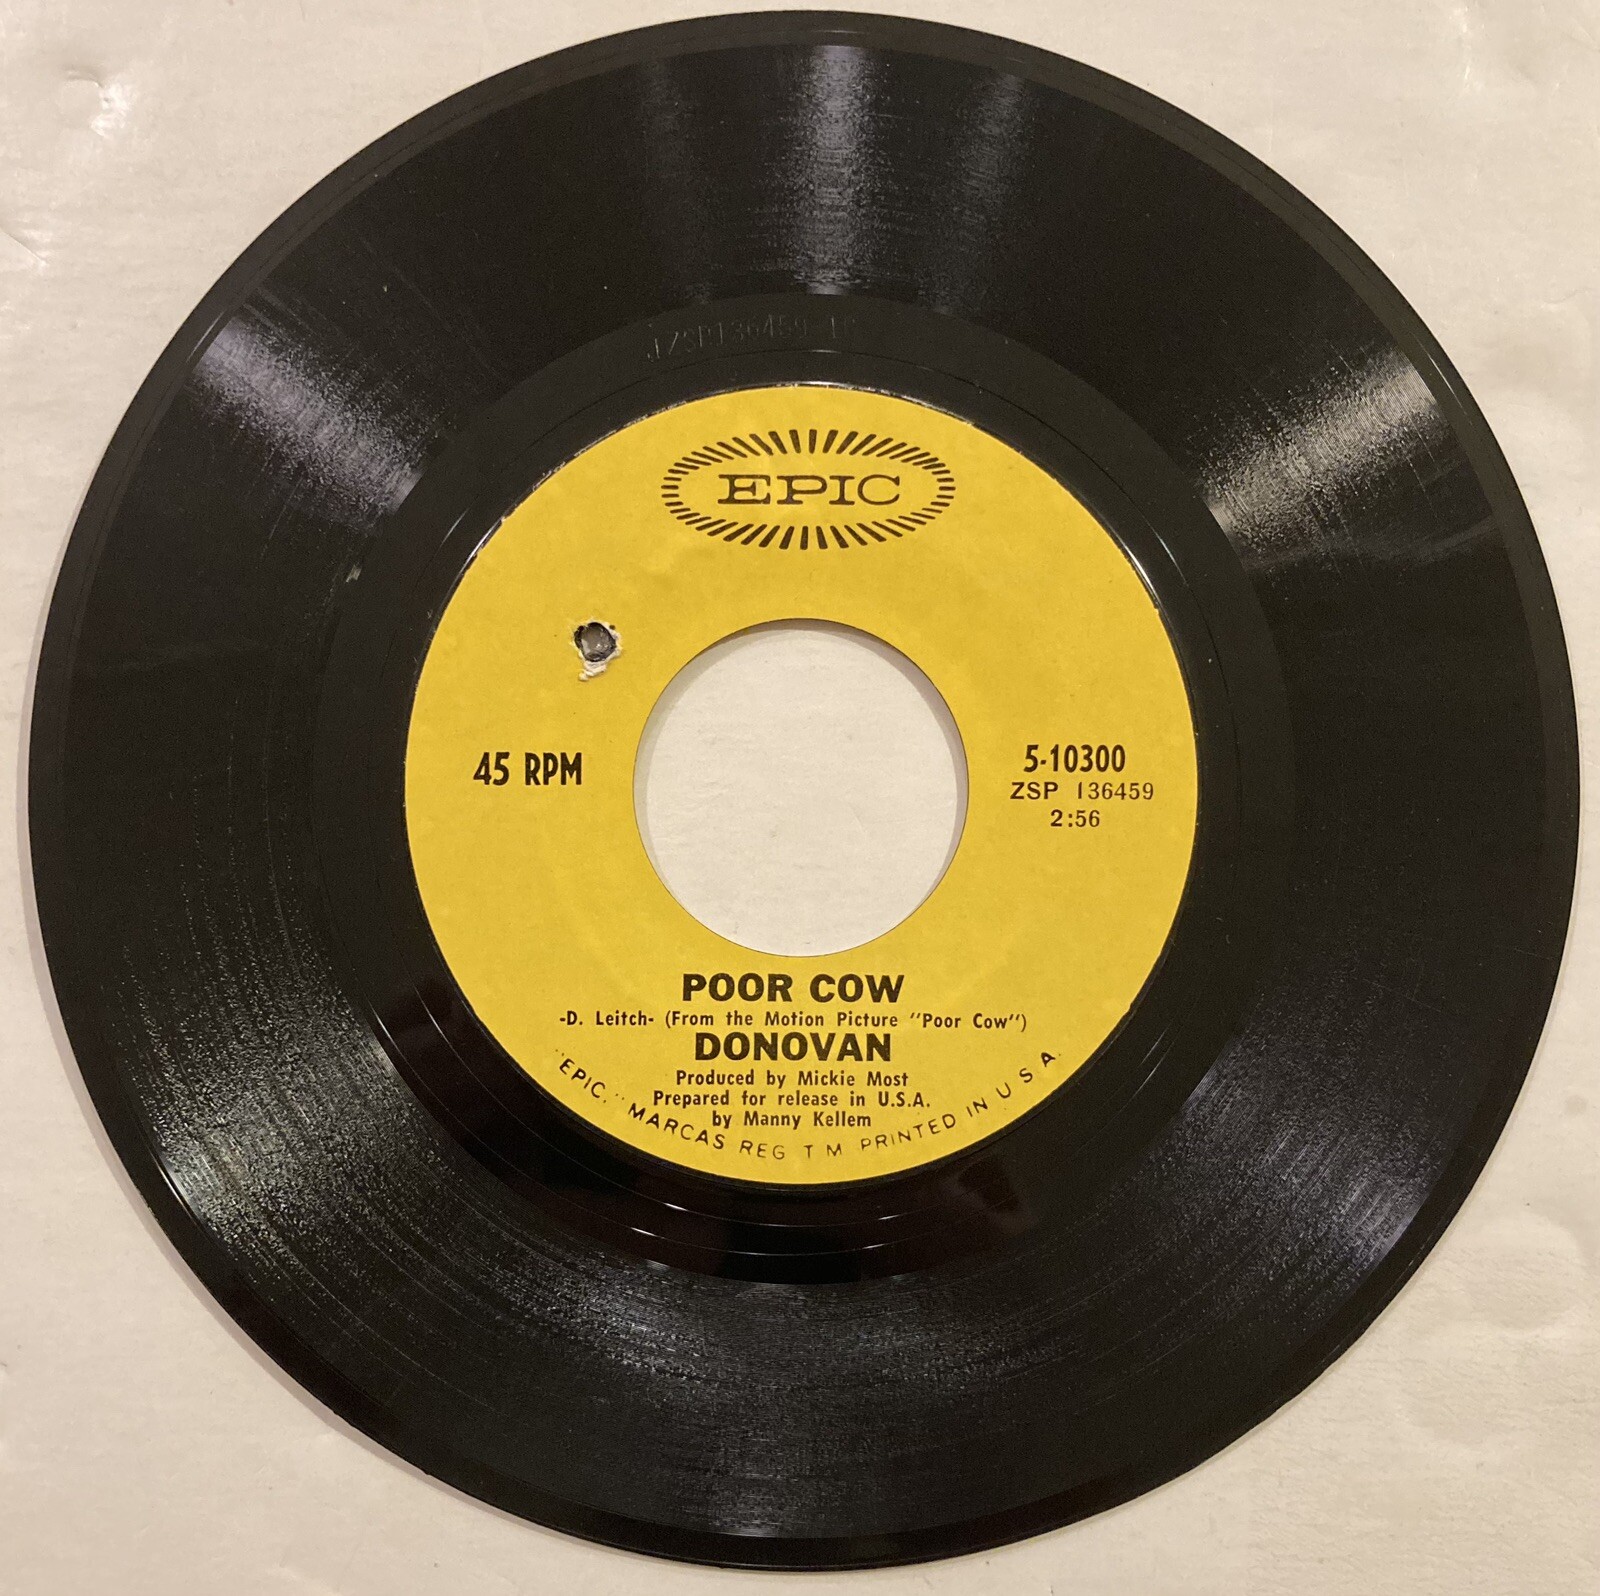 JZSP136459
EPIC
45 RPM
5-10300
ZSP 136459
2:56
POOR COW
-D. Leitch- (From the Motion Picture "Poor Cow")
DONOVAN
Produced by Mickie Most
Prepared for release in U.S.A.
by Manny Kellem
"EPIC," MARCAS REG T M PRINTED IN U S A.